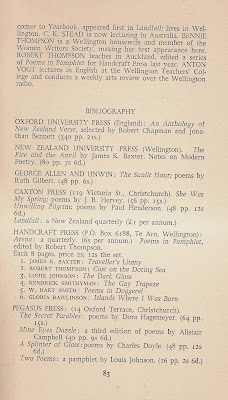 comer to Yearbook, appeared first in Landfall; lives in Wel-
lington. C. K. STEAD is now lecturing in Australia. BENNIE
THOMPSON is a Wellington housewife and member of the
Women Writers Society, making her first appearance here.
ROBERT THOMPSON teaches in Auckland, edited a series
of Poems in Pamphlet for Handcraft Press last year. ANTON
VOGT lectures in English at the Wellington Teachers' Col-
lege and conducts a weekly arts review over the Wellington
radio.
BIBLIOGRAPHY
OXFORD UNIVERSITY PRESS (England): An Anthology of
New Zealand Verse, selected by Robert Chapman and Jona-
than Bennett (340 pp. 21s.)
NEW ZEALAND UNIVERSITY PRESS (Wellington). The
Fire and the Anvil by James K. Baxter. Notes on Modern
Poetry. (80 pp. 7s 6d.)
GEORGE ALLEN AND UNWIN: The Sunlit Hour; poems by
Ruth Gilbert. (48 pp. 6s)
CAXTON PRESS (119 Victoria St., Christchurch). She Was
My Spring; poems by J. R. Hervey. (56 pp. 15s.)
Unwilling Pilgrim; poems by Paul Henderson. (48 pp. 12s
6d.)
Landfall: a New Zealand quarterly (£1 per annum.)
HANDCRAFT PRESS (P.O. Box 6188, Te Aro, Wellington):
Arena: a quarterly. (6s per annum) Poems in Pamphlet,
edited by Robert Thompson.
Each 8 pages, price 2s; 12s the set.
1. JAMES K. BAXTER: Traveller's Litany
2. ROBERT THOMPSON: Cast on the Doting Sea
3. LOUIS JOHNSON: The Dark Glass
4. KENDRICK SMITHYMAN: The Gay Trapeze
5. W. HART SMITH: Poems in Doggerel
6. GLORIA RAWLINSON: Islands Where I Was Born
PEGASUS PRESS: (14 Oxford Terrace, Christchurch).
The Secret Parables: poems by Dora Hagemeyer. (64 pp.
15s.)
Mine Eyes Dazzle: a third edition of poems by Alistair
Campbell (40 pp. 9s 6d.)
A Splinter of Glass: poems by Charles Doyle. (48 pp. 12s
6d.)
Two Poems: a pamphlet by Louis Johnson. (16 pp. 2s 6d.)
83